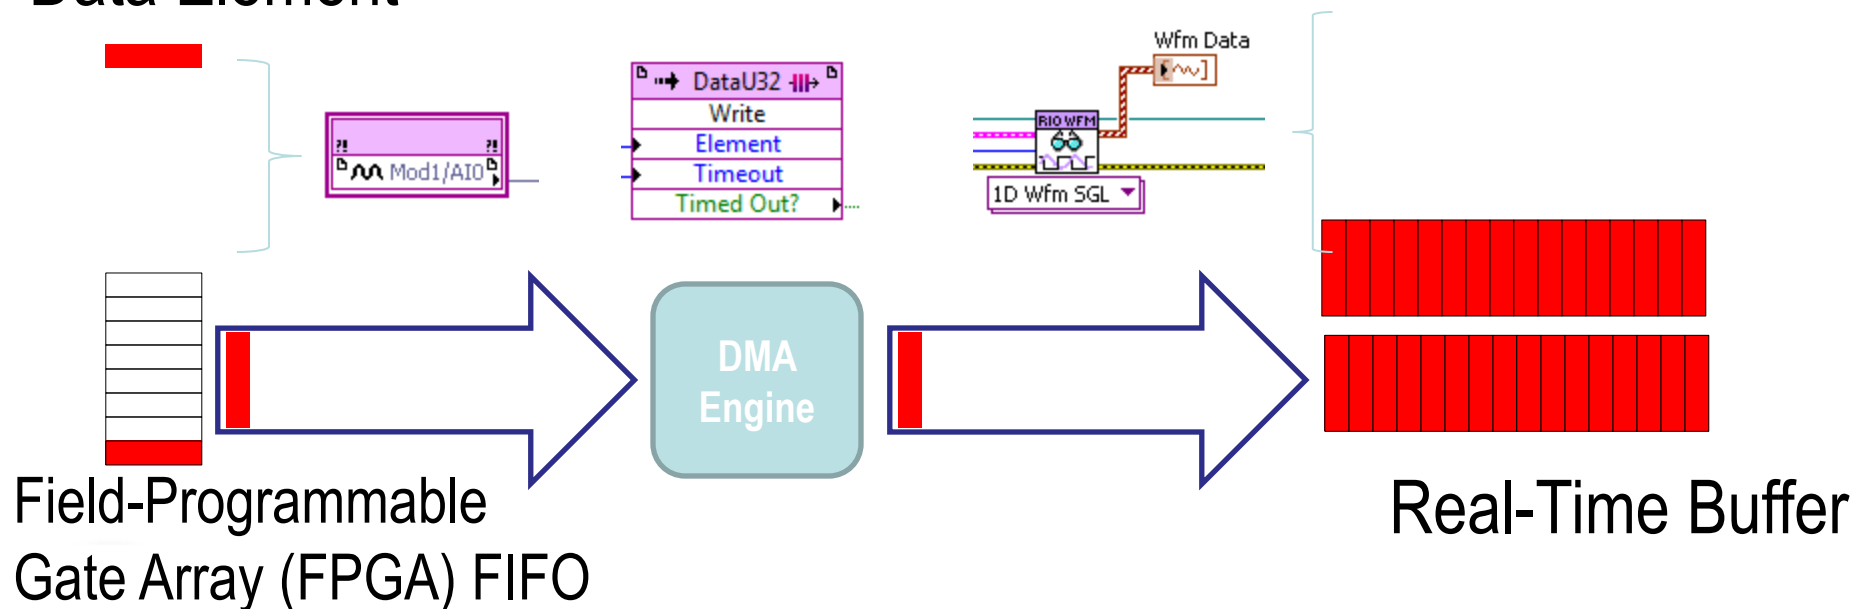 Data Element
Wfm Data
DataU32
Write
Element
Timeout
Timed Out?
?! ?!
Mod1/AI0
RIO WFM
1D Wfm SGL
DMA
Engine
Field-Programmable
Gate Array (FPGA) FIFO
Real-Time Buffer